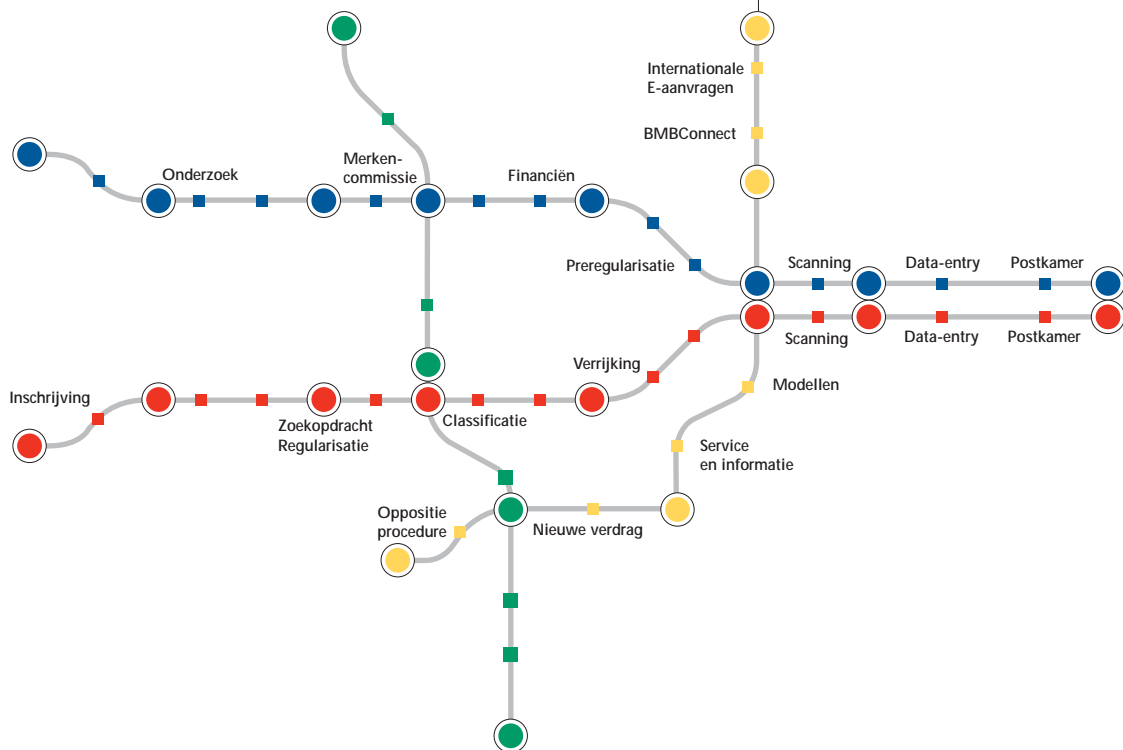 Internationale
E-aanvragen
BMBConnect
Merken-
commissie
Onderzoek
Financiën
Preregularisatie
Scanning
Data-entry
Postkamer
Scanning
Data-entry
Postkamer
Verrijking
Modellen
Inschrijving
Zoekopdracht
Regularisatie
Classificatie
Service
en informatie
Oppositie
procedure
Nieuwe verdrag